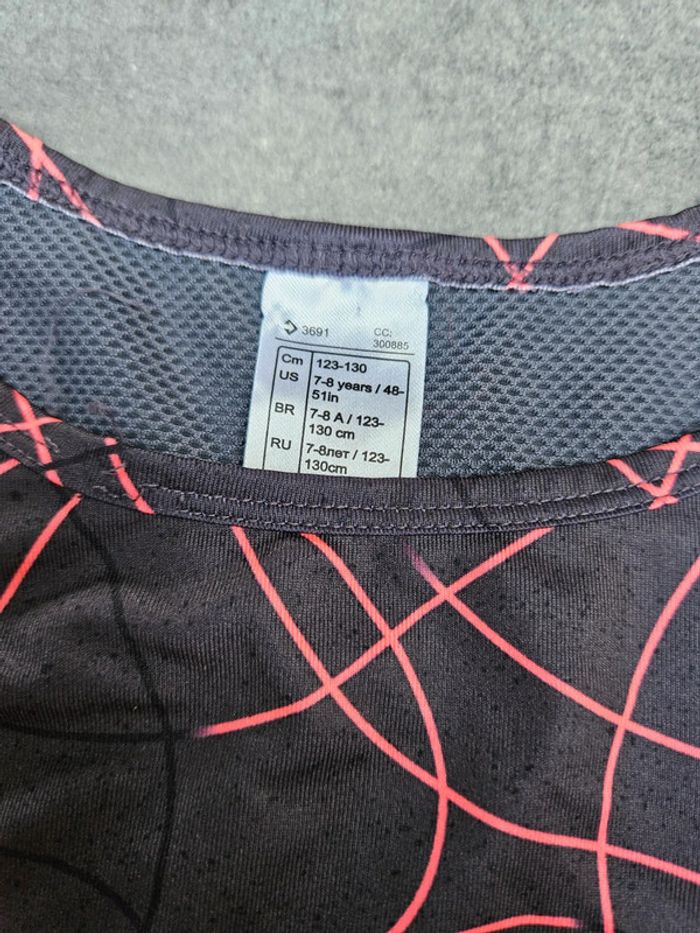 3691 CC:
300885
Cm 123-130
US 7-8 years / 48-
51in
BR 7-8 A / 123-
130 cm
RU 7-8лет / 123-
130cm